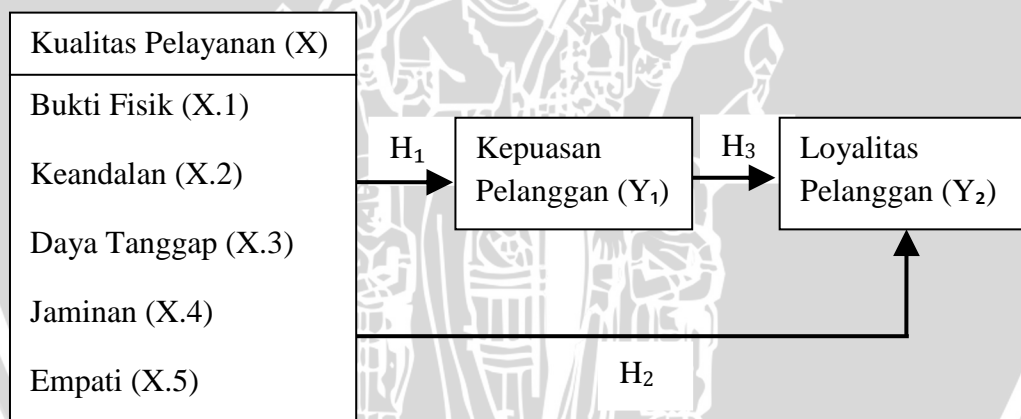 Kualitas Pelayanan (X)
Bukti Fisik (X.1)
Keandalan (X.2)
Daya Tanggap (X.3)
Jaminan (X.4)
Empati (X.5)
H₁
Kepuasan
Pelanggan (Y₁)
H₃
Loyalitas
Pelanggan (Y₂)
H₂